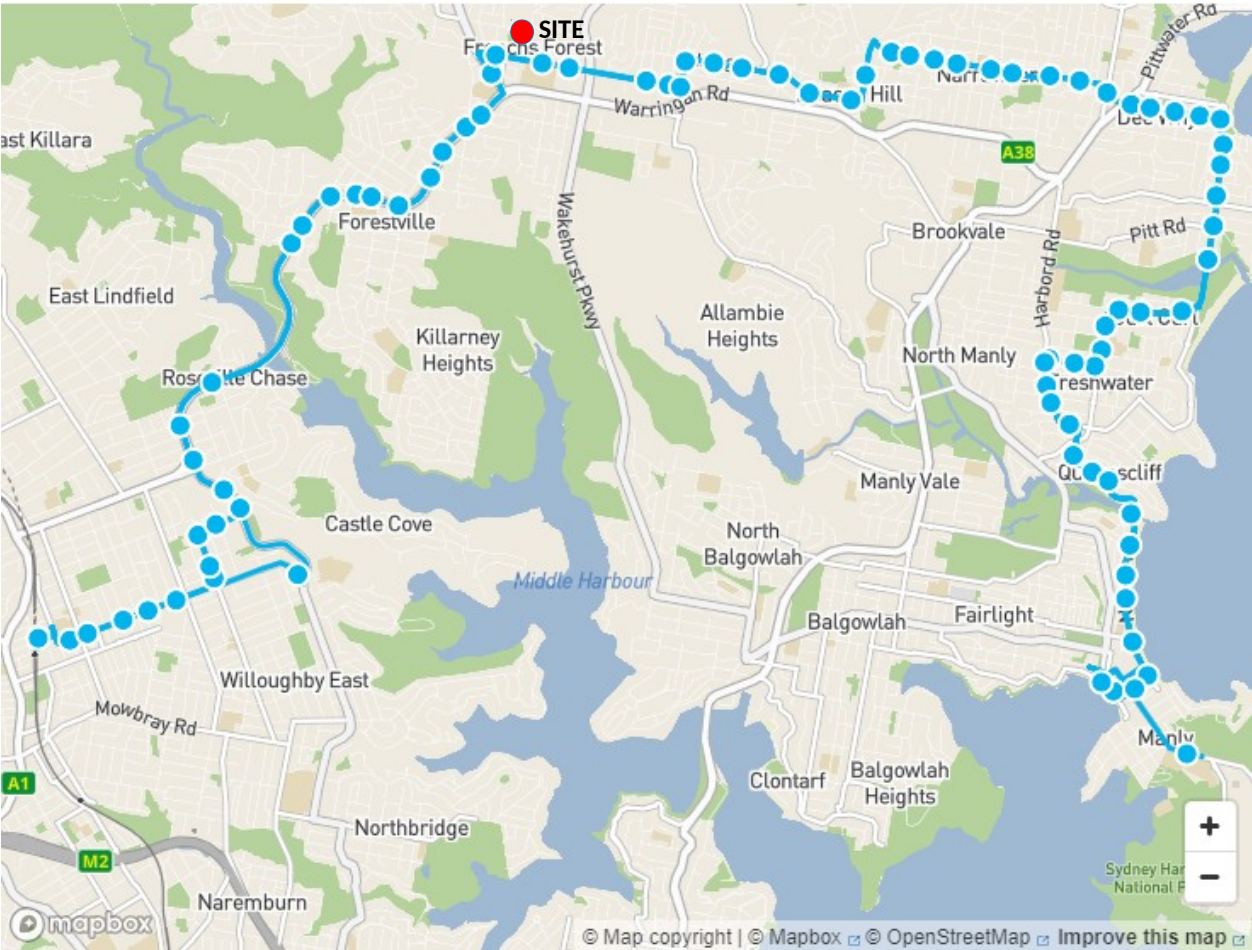 SITE
Frenchs Forest
Pittwater Rd
Warringah Rd
Hill
ast Killara
A38
Forestville
Wakehurst Pkwy
Brookvale
Pitt Rd
Harbord Rd
East Lindfield
Allambie
Heights
Killarney
Heights
North Manly
Roseville Chase
Freshwater
Manly Vale
Queenscliff
Castle Cove
North
Balgowlah
Middle Harbour
Fairlight
Balgowlah
Willoughby East
Mowbray Rd
Manly
A1
Clontarf
Balgowlah
Heights
Northbridge
+
M2
−
Sydney Har
National P
Naremburn
mapbox
© Map copyright | © Mapbox © OpenStreetMap Improve this map